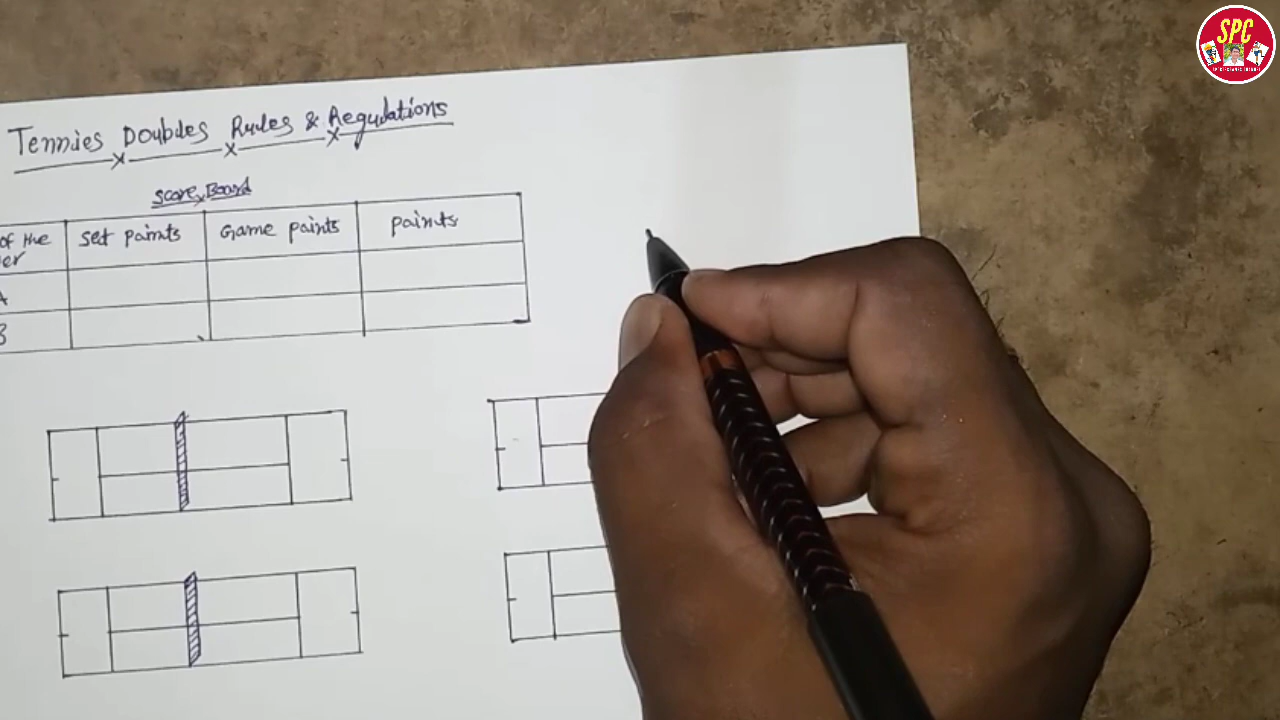 SPC
Tennies Doubles Rules & Regulations
Score Board
of the
er
Set points
Game points
points
A
B